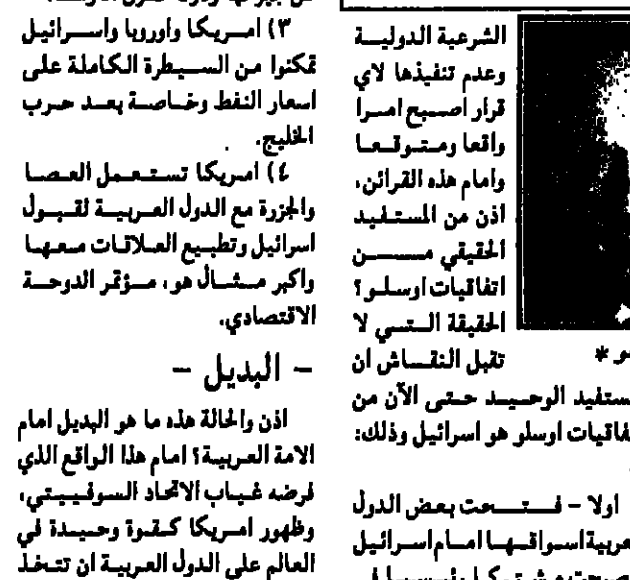 الشرعية الدولية
وعدم تنفيذها لاي
قرار اصبح امرا
واقعا ومتوقعا
وامام هذه القرائن،
اذن من المستفيد
الحقيقي من
اتفاقيات اوسلو؟
الحقيقة التي لا
تقبل النقاش ان
الوحيد حتى الآن من
اوسلو هو اسرائيل وذلك:
اولا - فتحت بعض الدول
اسواقها امام اسرائيل
٣) امريكا واوروبا واسرائيل
تمكنوا من السيطرة الكاملة على
اسعار النفط وخاصة بعد حرب
الخليج.
٤) امريكا تستعمل العصا
والجزرة مع الدول العربية لقبول
اسرائيل وتطبيع العلاقات معها
واكبر مثال هو، مؤتمر الدوحة
الاقتصادي.
- البديل -
اذن والحالة هذه ما هو البديل امام
الامة العربية؟ امام هذا الواقع الذي
فرضه غياب الاتحاد السوفييتي،
وظهور امريكا كقوة وحيدة في
العالم على الدول العربية ان تتخذ